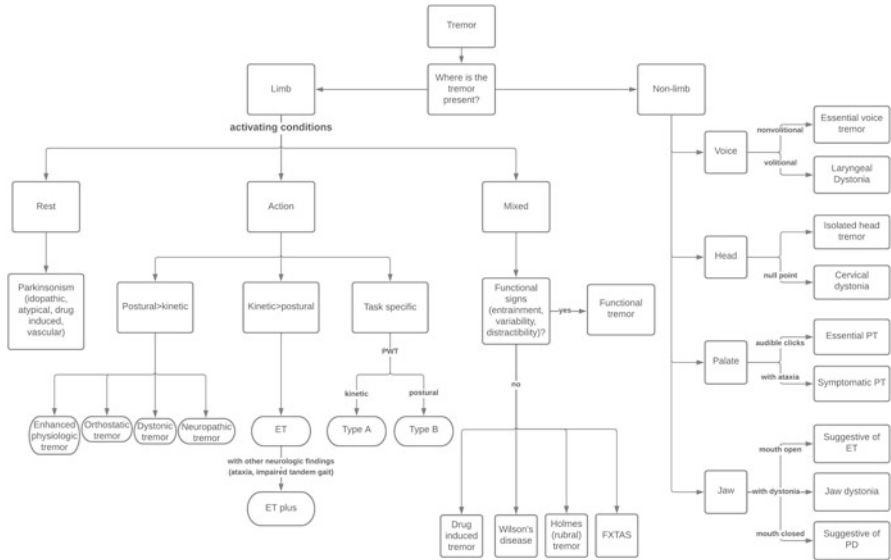 Tremor
Where is the
tremor
present?
Limb
Non-limb
activating conditions
Rest
Action
Mixed
Parkinsonism
(idopathic,
atypical, drug
induced,
vascular)
Postural>kinetic
Kinetic>postural
Task specific
Functional
signs
(entrainment,
variability,
distractibility)?
yes
Functional
tremor
PWT
kinetic
postural
no
Enhanced
physiologic
tremor
Orthostatic
tremor
Dystonic
tremor
Neuropathic
tremor
ET
Type A
Type B
with other neurologic findings
(ataxia, impaired tandem gait)
ET plus
Drug
induced
tremor
Wilson's
disease
Holmes
(rubral)
tremor
FXTAS
Voice
nonvolitional
Essential voice
tremor
volitional
Laryngeal
Dystonia
Head
Isolated head
tremor
null point
Cervical
dystonia
Palate
audible clicks
Essential PT
with ataxia
Symptomatic PT
Jaw
mouth open
Suggestive of
ET
with dystonia
Jaw dystonia
mouth closed
Suggestive of
PD